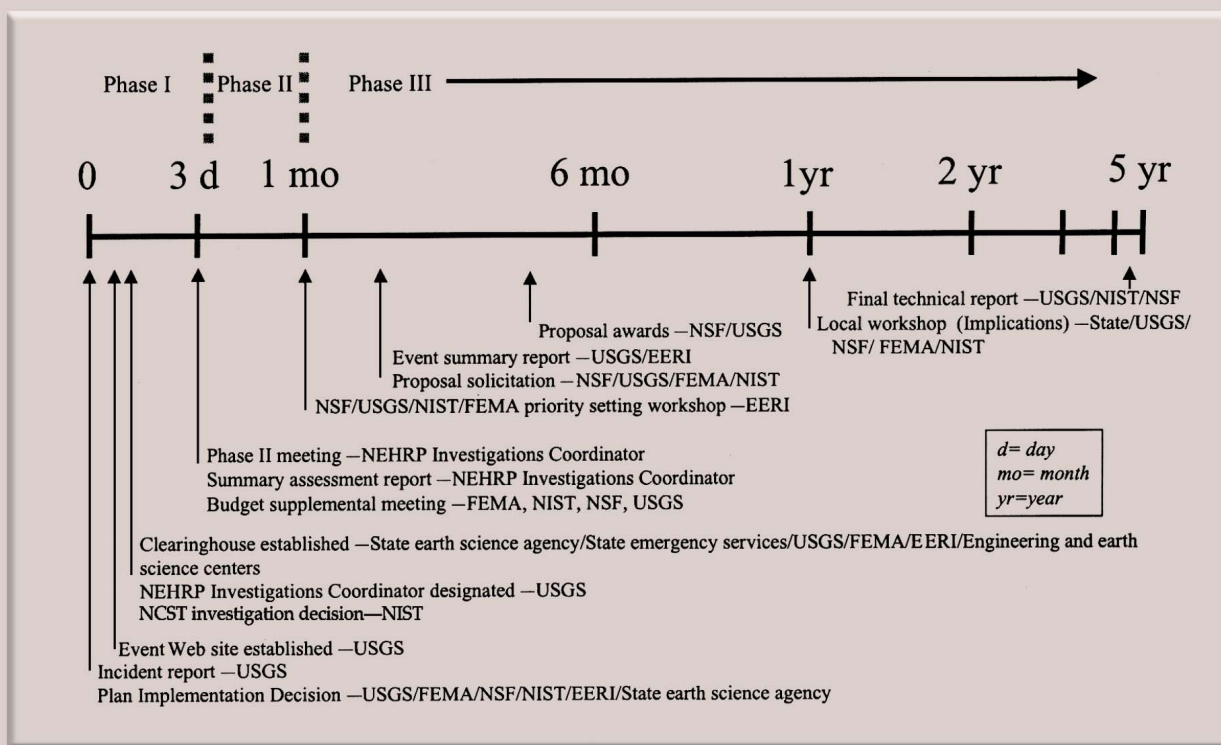 Phase I Phase II Phase III
0 3 d 1 mo 6 mo 1yr 2 yr 5 yr
Final technical report —USGS/NIST/NSF
Local workshop (Implications) —State/USGS/
NSF/ FEMA/NIST
Proposal awards —NSF/USGS
Event summary report —USGS/EERI
Proposal solicitation —NSF/USGS/FEMA/NIST
NSF/USGS/NIST/FEMA priority setting workshop —EERI
Phase II meeting —NEHRP Investigations Coordinator
Summary assessment report —NEHRP Investigations Coordinator
Budget supplemental meeting —FEMA, NIST, NSF, USGS
d= day
mo= month
yr=year
Clearinghouse established —State earth science agency/State emergency services/USGS/FEMA/EERI/Engineering and earth
science centers
NEHRP Investigations Coordinator designated —USGS
NCST investigation decision—NIST
Event Web site established —USGS
Incident report —USGS
Plan Implementation Decision —USGS/FEMA/NSF/NIST/EERI/State earth science agency